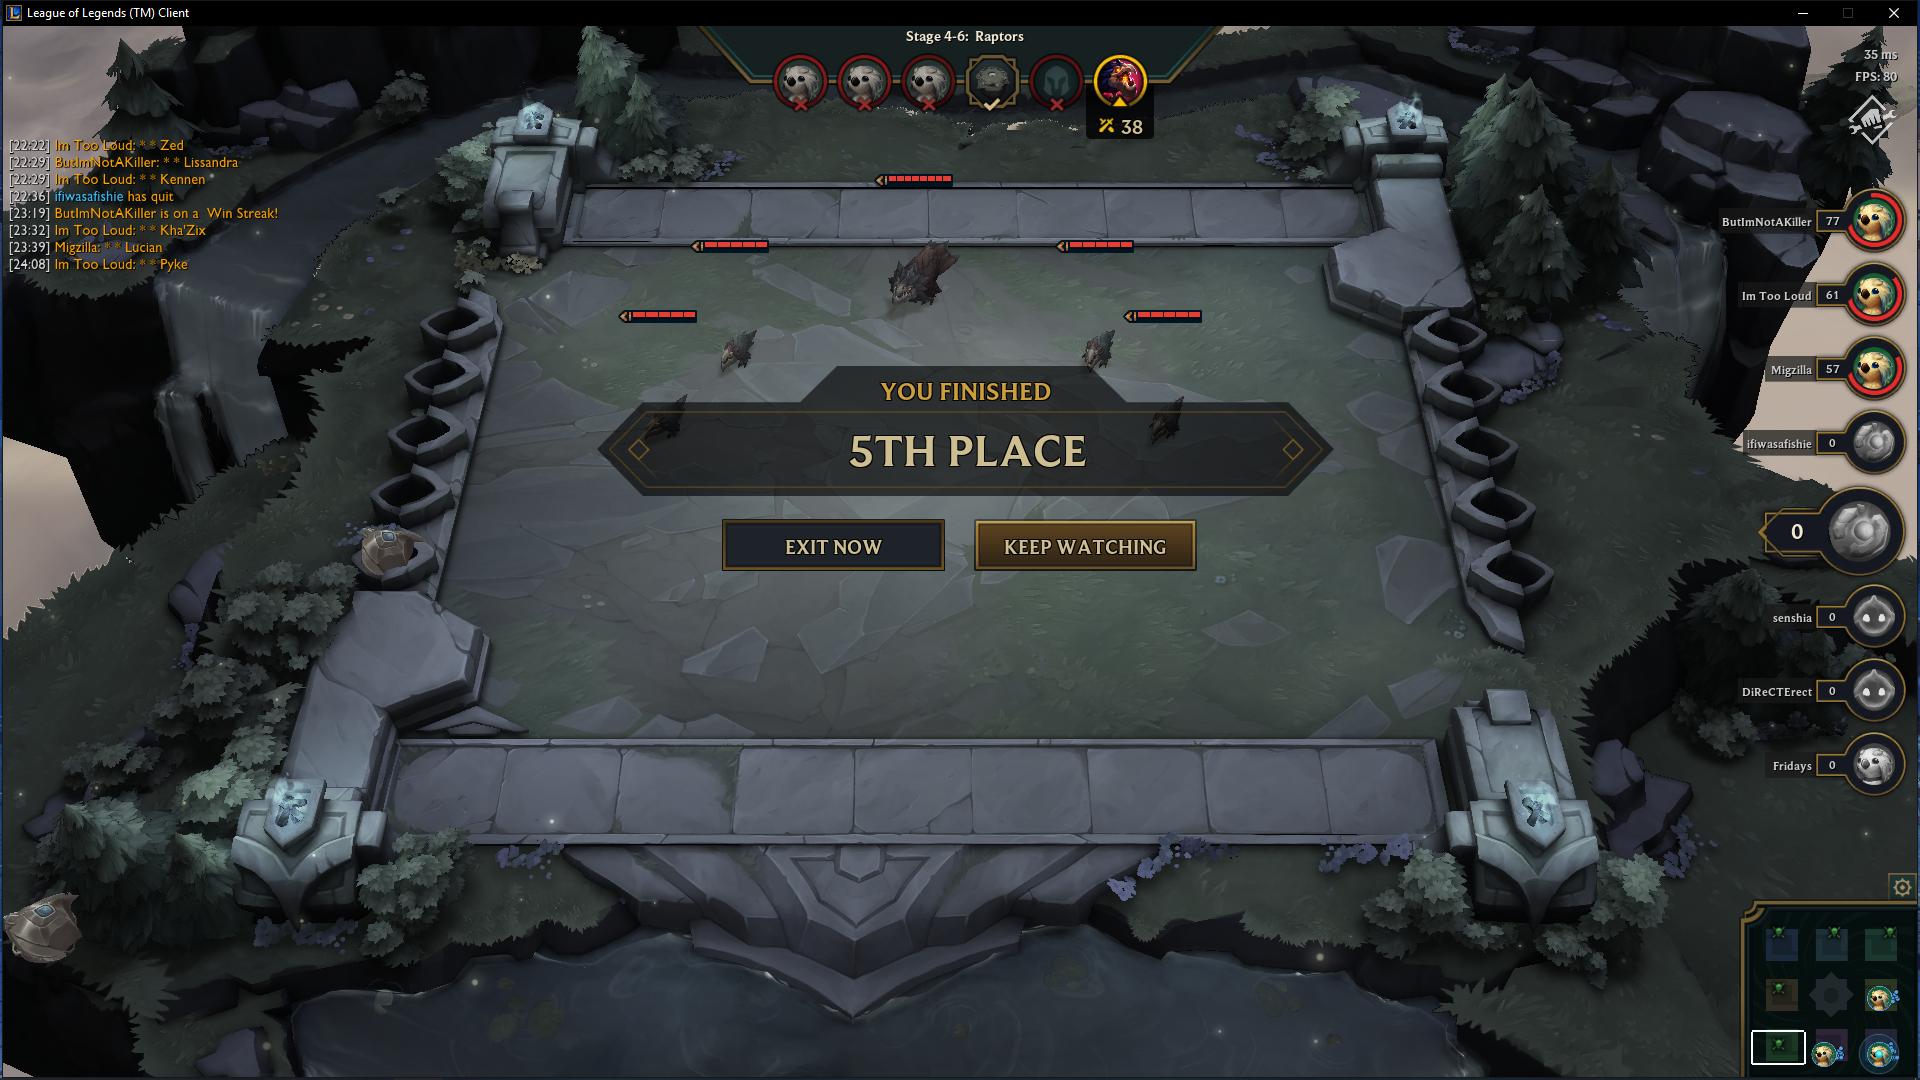 League of Legends (TM) Client
Stage 4-6: Raptors
38
35 ms
FPS: 80
[22:22] Im Too Loud: * * Zed
[22:29] ButImNotAKiller: * * Lissandra
[22:29] Im Too Loud: * * Kennen
[22:36] ifiwasafishie has quit
[23:19] ButImNotAKiller is on a Win Streak!
[23:32] Im Too Loud: * * Kha'Zix
[23:39] Migzilla: * * Lucian
[24:08] Im Too Loud: * * Pyke
ButImNotAKiller 77
Im Too Loud 61
Migzilla 57
ifiwasafishie 0
0
senshia 0
DiReCTErect 0
Fridays 0
YOU FINISHED
5TH PLACE
EXIT NOW
KEEP WATCHING